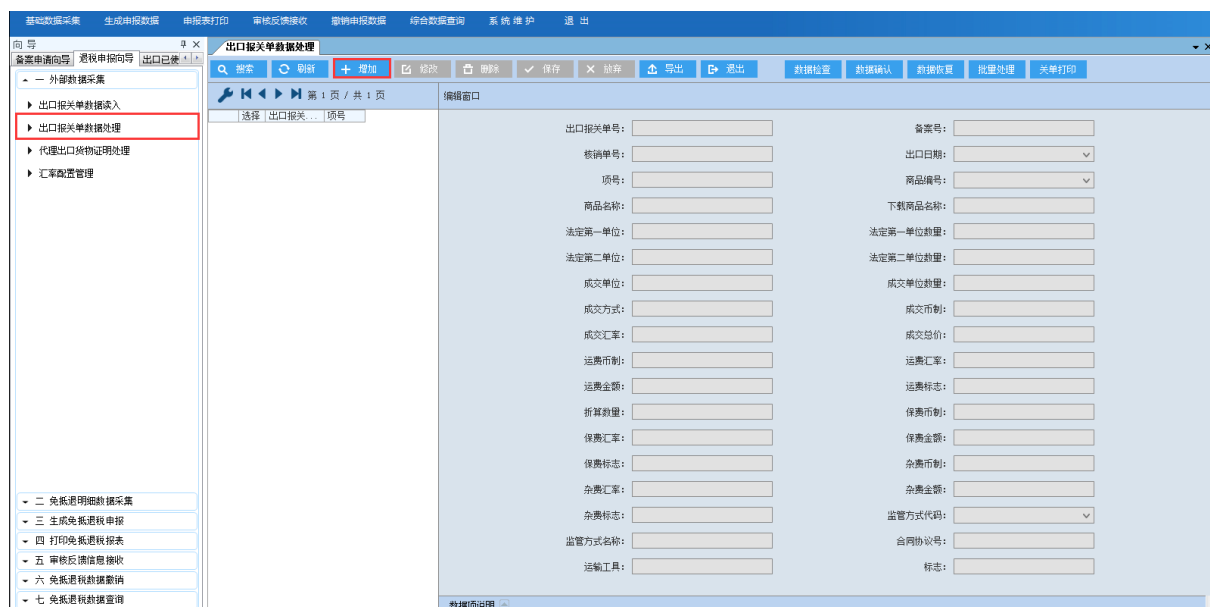 基础数据采集 生成申报数据 申报表打印 审核反馈接收 撤销申报数据 综合数据查询 系统维护 退出
向导
备案申请向导 退税申报向导 出口已使
一 外部数据采集
出口报关单数据读入
出口报关单数据处理
代理出口货物证明处理
汇率配置管理
二 免抵退明细数据采集
三 生成免抵退税申报
四 打印免抵退税报表
五 审核反馈信息接收
六 免抵退税数据撤销
七 免抵退税数据查询
出口报关单数据处理
搜索 刷新 增加 修改 删除 保存 放弃 导出 退出 数据检查 数据确认 数据恢复 批量处理 关单打印
第 1 页 / 共 1 页
选择 出口报关... 项号
编辑窗口
出口报关单号: 备案号:
核销单号: 出口日期:
项号: 商品编号:
商品名称: 下载商品名称:
法定第一单位: 法定第一单位数量:
法定第二单位: 法定第二单位数量:
成交单位: 成交单位数量:
成交方式: 成交币制:
成交汇率: 成交总价:
运费币制: 运费汇率:
运费金额: 运费标志:
折算数量: 保费币制:
保费汇率: 保费金额:
保费标志: 杂费币制:
杂费汇率: 杂费金额:
杂费标志: 监管方式代码:
监管方式名称: 合同协议号:
运输工具: 标志:
数据项说明